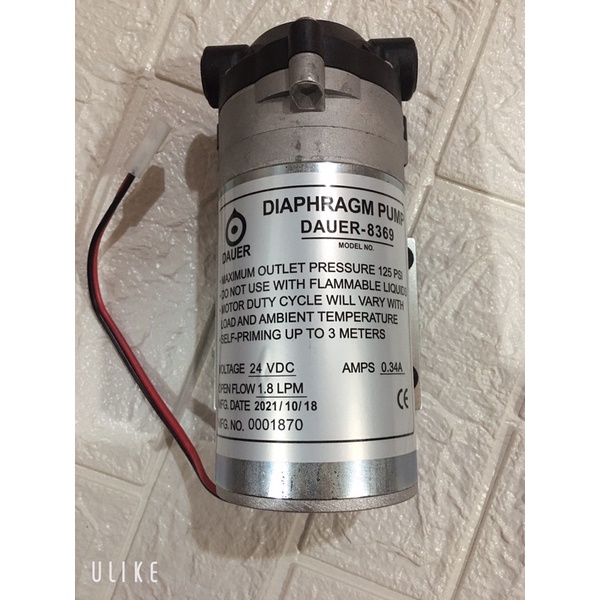 DIAPHRAGM PUMP
DAUER-8369
MODEL NO.
DAUER
MAXIMUM OUTLET PRESSURE 125 PSI
DO NOT USE WITH FLAMMABLE LIQUIDS
MOTOR DUTY CYCLE WILL VARY WITH
LOAD AND AMBIENT TEMPERATURE
SELF-PRIMING UP TO 3 METERS
VOLTAGE 24 VDC AMPS 0.34A
OPEN FLOW 1.8 LPM
MFG. DATE 2021/10/18 CE
MFG. NO. 0001870
ULIKE